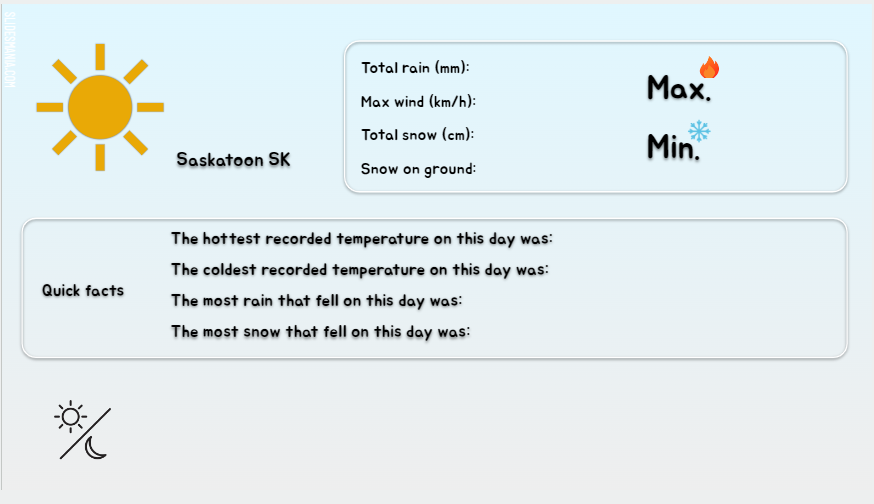 SLIDESMANIA.COM
Saskatoon SK
Total rain (mm):
Max wind (km/h):
Total snow (cm):
Snow on ground:
Max.
Min.
Quick facts
The hottest recorded temperature on this day was:
The coldest recorded temperature on this day was:
The most rain that fell on this day was:
The most snow that fell on this day was: